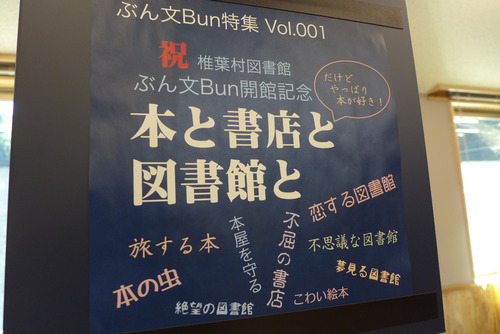 ぶん文Bun特集 Vol.001
祝
椎葉村図書館
ぶん文Bun開館記念
だけど
やっぱり
本が好き!
本と書店と
図書館と
恋する図書館
不屈の書店
本屋を守る
旅する本
不思議な図書館
夢見る図書館
本の虫
絶望の図書館
こわい絵本